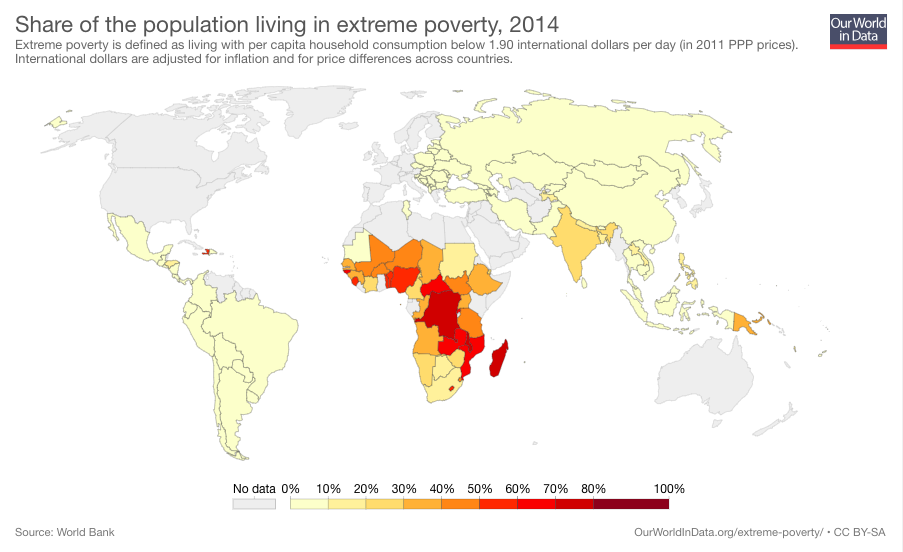 Share of the population living in extreme poverty, 2014
Extreme poverty is defined as living with per capita household consumption below 1.90 international dollars per day (in 2011 PPP prices).
International dollars are adjusted for inflation and for price differences across countries.
Our World
in Data
No data 0% 10% 20% 30% 40% 50% 60% 70% 80% 100%
Source: World Bank
OurWorldInData.org/extreme-poverty/ • CC BY-SA